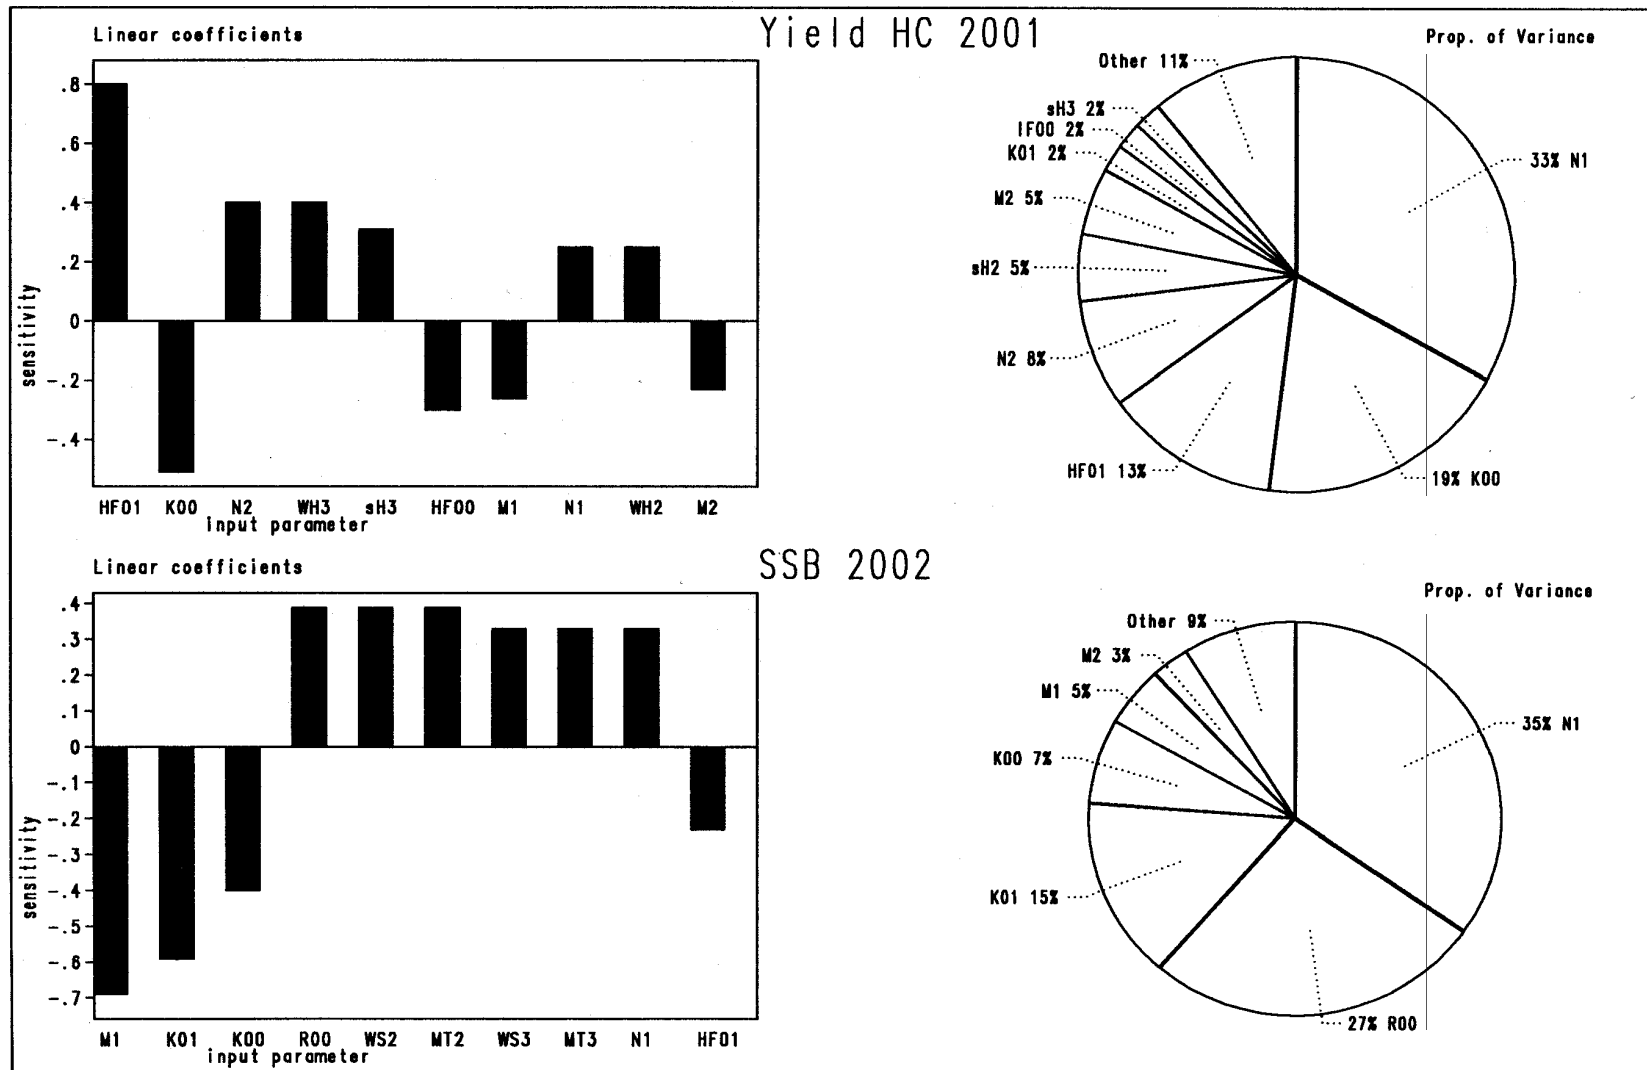 Yield HC 2001
Linear coefficients
sensitivity
.8
.6
.4
.2
0
-.2
-.4
HF01 K00 N2 WH3 sH3 HF00 M1 N1 WH2 M2
input parameter
Prop. of Variance
Other 11%
sH3 2%
IF00 2%
K01 2%
M2 5%
sH2 5%
N2 8%
HF01 13%
33% N1
19% K00
SSB 2002
Linear coefficients
sensitivity
.4
.3
.2
.1
0
-.1
-.2
-.3
-.4
-.5
-.6
-.7
M1 K01 K00 R00 WS2 MT2 WS3 MT3 N1 HF01
input parameter
Prop. of Variance
Other 9%
M2 3%
M1 5%
K00 7%
K01 15%
35% N1
27% R00